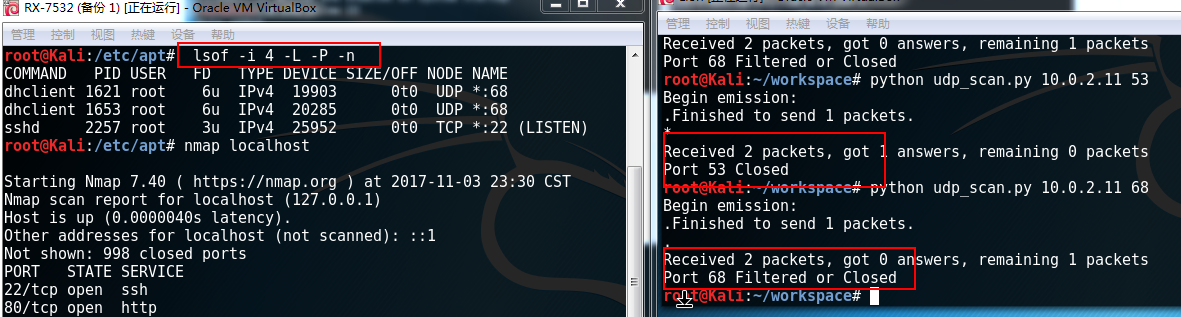 RX-7532 (备份 1) [正在运行] - Oracle VM VirtualBox
管理 控制 视图 热键 设备 帮助
root@Kali:/etc/apt# lsof -i 4 -L -P -n
COMMAND PID USER FD TYPE DEVICE SIZE/OFF NODE NAME
dhclient 1621 root 6u IPv4 19903 0t0 UDP *:68
dhclient 1653 root 6u IPv4 20285 0t0 UDP *:68
sshd 2257 root 3u IPv4 25952 0t0 TCP *:22 (LISTEN)
root@Kali:/etc/apt# nmap localhost
Starting Nmap 7.40 ( https://nmap.org ) at 2017-11-03 23:30 CST
Nmap scan report for localhost (127.0.0.1)
Host is up (0.0000040s latency).
Other addresses for localhost (not scanned): ::1
Not shown: 998 closed ports
PORT STATE SERVICE
22/tcp open ssh
80/tcp open http
[正在运行] - Oracle VM VirtualBox
管理 控制 视图 热键 设备 帮助
Received 2 packets, got 0 answers, remaining 1 packets
Port 68 Filtered or Closed
root@Kali:~/workspace# python udp_scan.py 10.0.2.11 53
Begin emission:
.Finished to send 1 packets.
*
Received 2 packets, got 1 answers, remaining 0 packets
Port 53 Closed
root@Kali:~/workspace# python udp_scan.py 10.0.2.11 68
Begin emission:
.Finished to send 1 packets.
.
Received 2 packets, got 0 answers, remaining 1 packets
Port 68 Filtered or Closed
root@Kali:~/workspace#